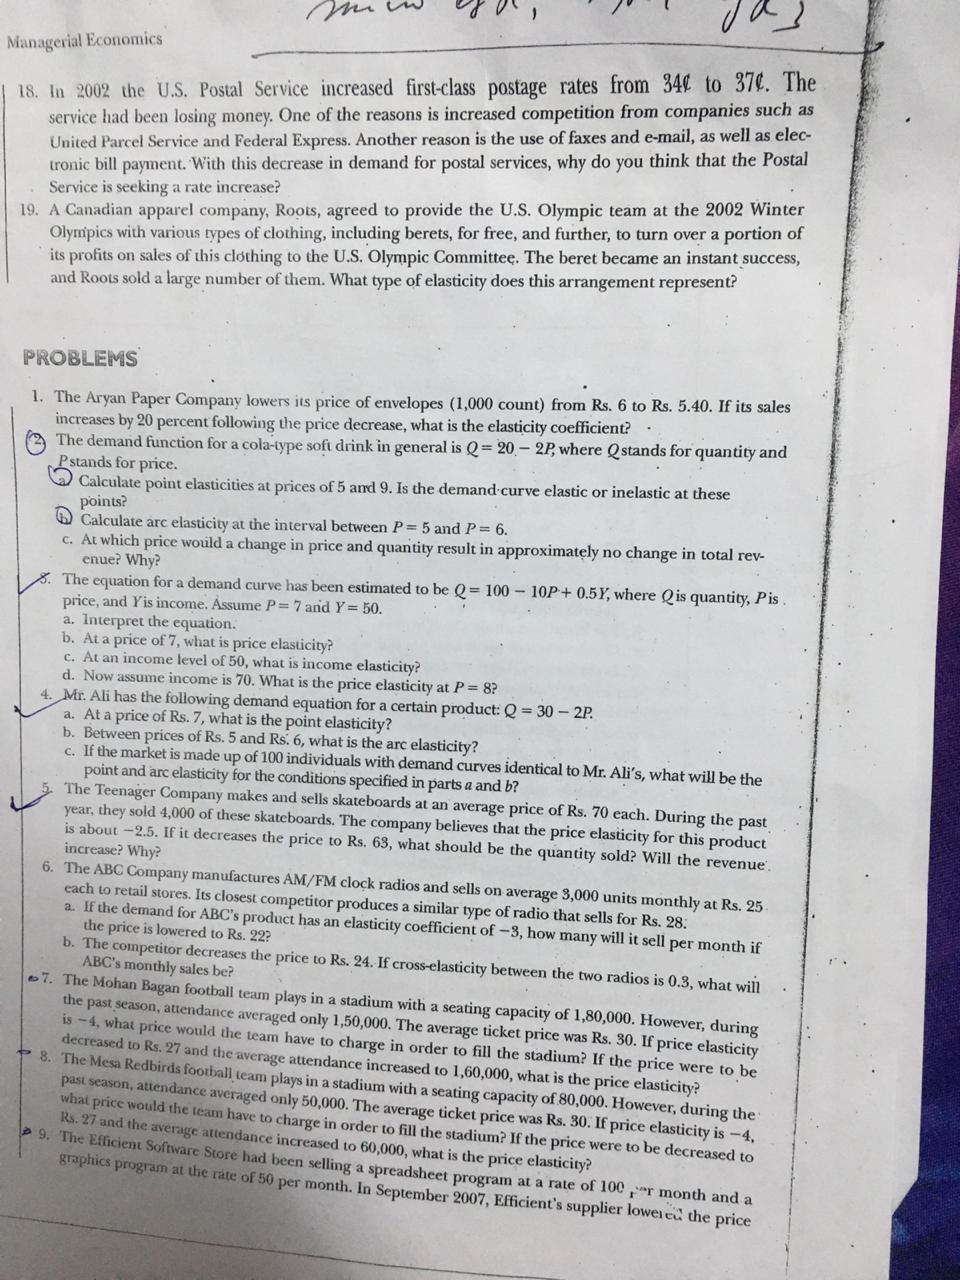 Managerial Economics
18. In 2002 the U.S. Postal Service increased first-class postage rates from 34¢ to 37¢. The
service had been losing money. One of the reasons is increased competition from companies such as
United Parcel Service and Federal Express. Another reason is the use of faxes and e-mail, as well as elec-
tronic bill payment. With this decrease in demand for postal services, why do you think that the Postal
Service is seeking a rate increase?
19. A Canadian apparel company, Roots, agreed to provide the U.S. Olympic team at the 2002 Winter
Olympics with various types of clothing, including berets, for free, and further, to turn over a portion of
its profits on sales of this clothing to the U.S. Olympic Committee. The beret became an instant success,
and Roots sold a large number of them. What type of elasticity does this arrangement represent?
PROBLEMS
1. The Aryan Paper Company lowers its price of envelopes (1,000 count) from Rs. 6 to Rs. 5.40. If its sales
increases by 20 percent following the price decrease, what is the elasticity coefficient?
2. The demand function for a cola-type soft drink in general is Q = 20 – 2P, where Q stands for quantity and
P stands for price.
a. Calculate point elasticities at prices of 5 and 9. Is the demand curve elastic or inelastic at these
points?
b. Calculate arc elasticity at the interval between P = 5 and P = 6.
c. At which price would a change in price and quantity result in approximately no change in total rev-
enue? Why?
3. The equation for a demand curve has been estimated to be Q = 100 – 10P + 0.5Y, where Q is quantity, P is
price, and Y is income. Assume P = 7 and Y = 50.
a. Interpret the equation.
b. At a price of 7, what is price elasticity?
c. At an income level of 50, what is income elasticity?
d. Now assume income is 70. What is the price elasticity at P = 8?
4. Mr. Ali has the following demand equation for a certain product: Q = 30 – 2P.
a. At a price of Rs. 7, what is the point elasticity?
b. Between prices of Rs. 5 and Rs. 6, what is the arc elasticity?
c. If the market is made up of 100 individuals with demand curves identical to Mr. Ali's, what will be the
point and arc elasticity for the conditions specified in parts a and b?
5. The Teenager Company makes and sells skateboards at an average price of Rs. 70 each. During the past
year, they sold 4,000 of these skateboards. The company believes that the price elasticity for this product
is about –2.5. If it decreases the price to Rs. 63, what should be the quantity sold? Will the revenue
increase? Why?
6. The ABC Company manufactures AM/FM clock radios and sells on average 3,000 units monthly at Rs. 25
each to retail stores. Its closest competitor produces a similar type of radio that sells for Rs. 28.
a. If the demand for ABC's product has an elasticity coefficient of –3, how many will it sell per month if
the price is lowered to Rs. 22?
b. The competitor decreases the price to Rs. 24. If cross-elasticity between the two radios is 0.3, what will
ABC's monthly sales be?
7. The Mohan Bagan football team plays in a stadium with a seating capacity of 1,80,000. However, during
the past season, attendance averaged only 1,50,000. The average ticket price was Rs. 30. If price elasticity
is –4, what price would the team have to charge in order to fill the stadium? If the price were to be
decreased to Rs. 27 and the average attendance increased to 1,60,000, what is the price elasticity?
8. The Mesa Redbirds football team plays in a stadium with a seating capacity of 80,000. However, during the
past season, attendance averaged only 50,000. The average ticket price was Rs. 30. If price elasticity is –4,
what price would the team have to charge in order to fill the stadium? If the price were to be decreased to
Rs. 27 and the average attendance increased to 60,000, what is the price elasticity?
9. The Efficient Software Store had been selling a spreadsheet program at a rate of 100 per month and a
graphics program at the rate of 50 per month. In September 2007, Efficient's supplier lowered the price